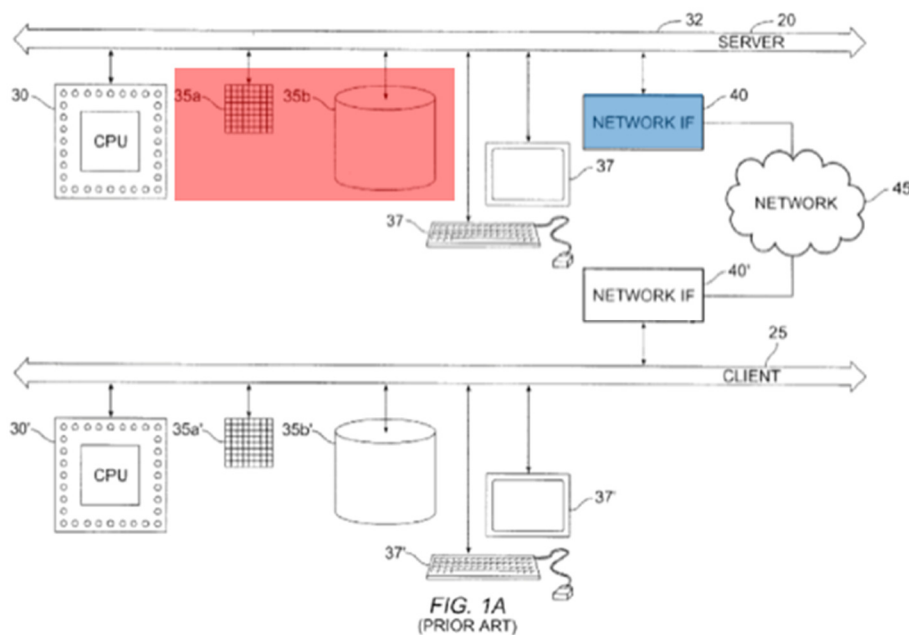 32
20
SERVER
30
35a
35b
40
CPU
NETWORK IF
37
NETWORK
45
37
40'
NETWORK IF
25
CLIENT
30'
35a'
35b'
CPU
37'
37'
FIG. 1A
(PRIOR ART)